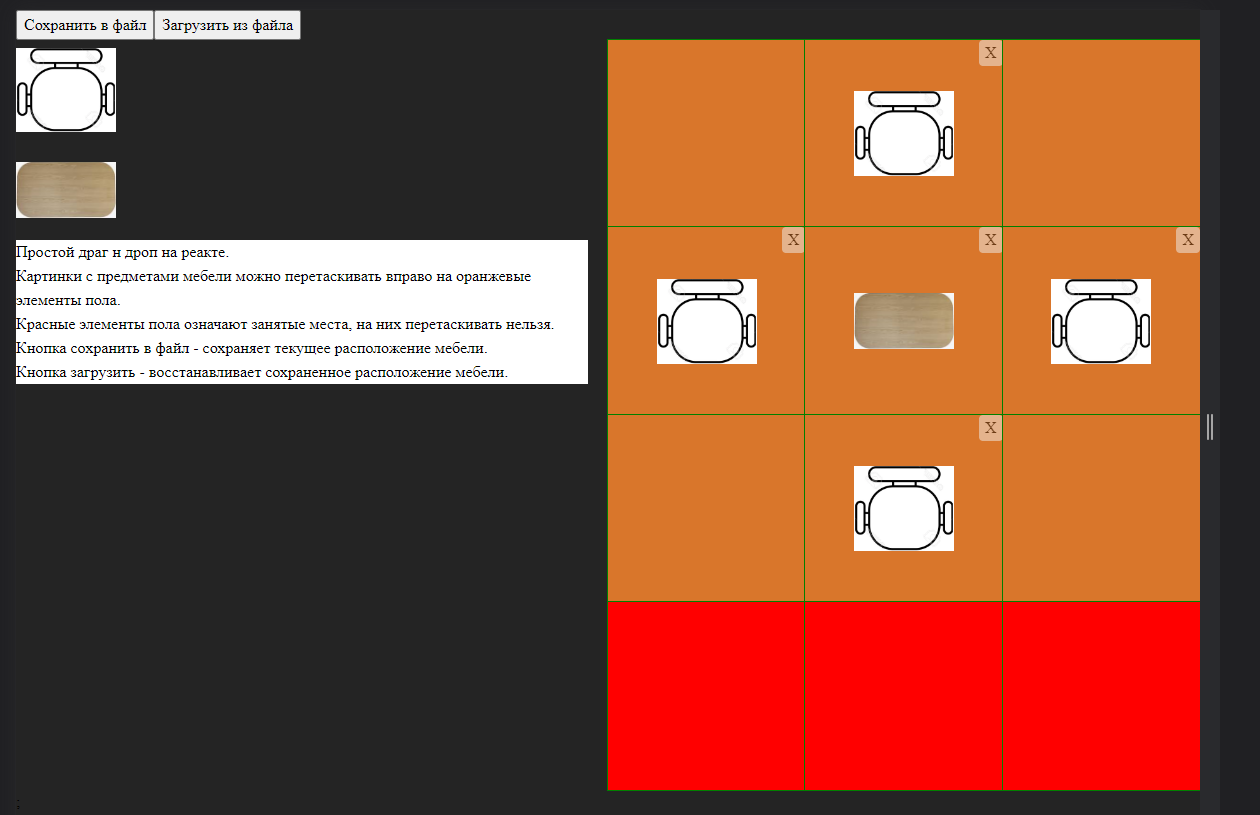 Сохранить в файл Загрузить из файла
X
X X X
Простой драг н дроп на реакте.
Картинки с предметами мебели можно перетаскивать вправо на оранжевые
элементы пола.
Красные элементы пола означают занятые места, на них перетаскивать нельзя.
Кнопка сохранить в файл - сохраняет текущее расположение мебели.
Кнопка загрузить - восстанавливает сохраненное расположение мебели.
X
;